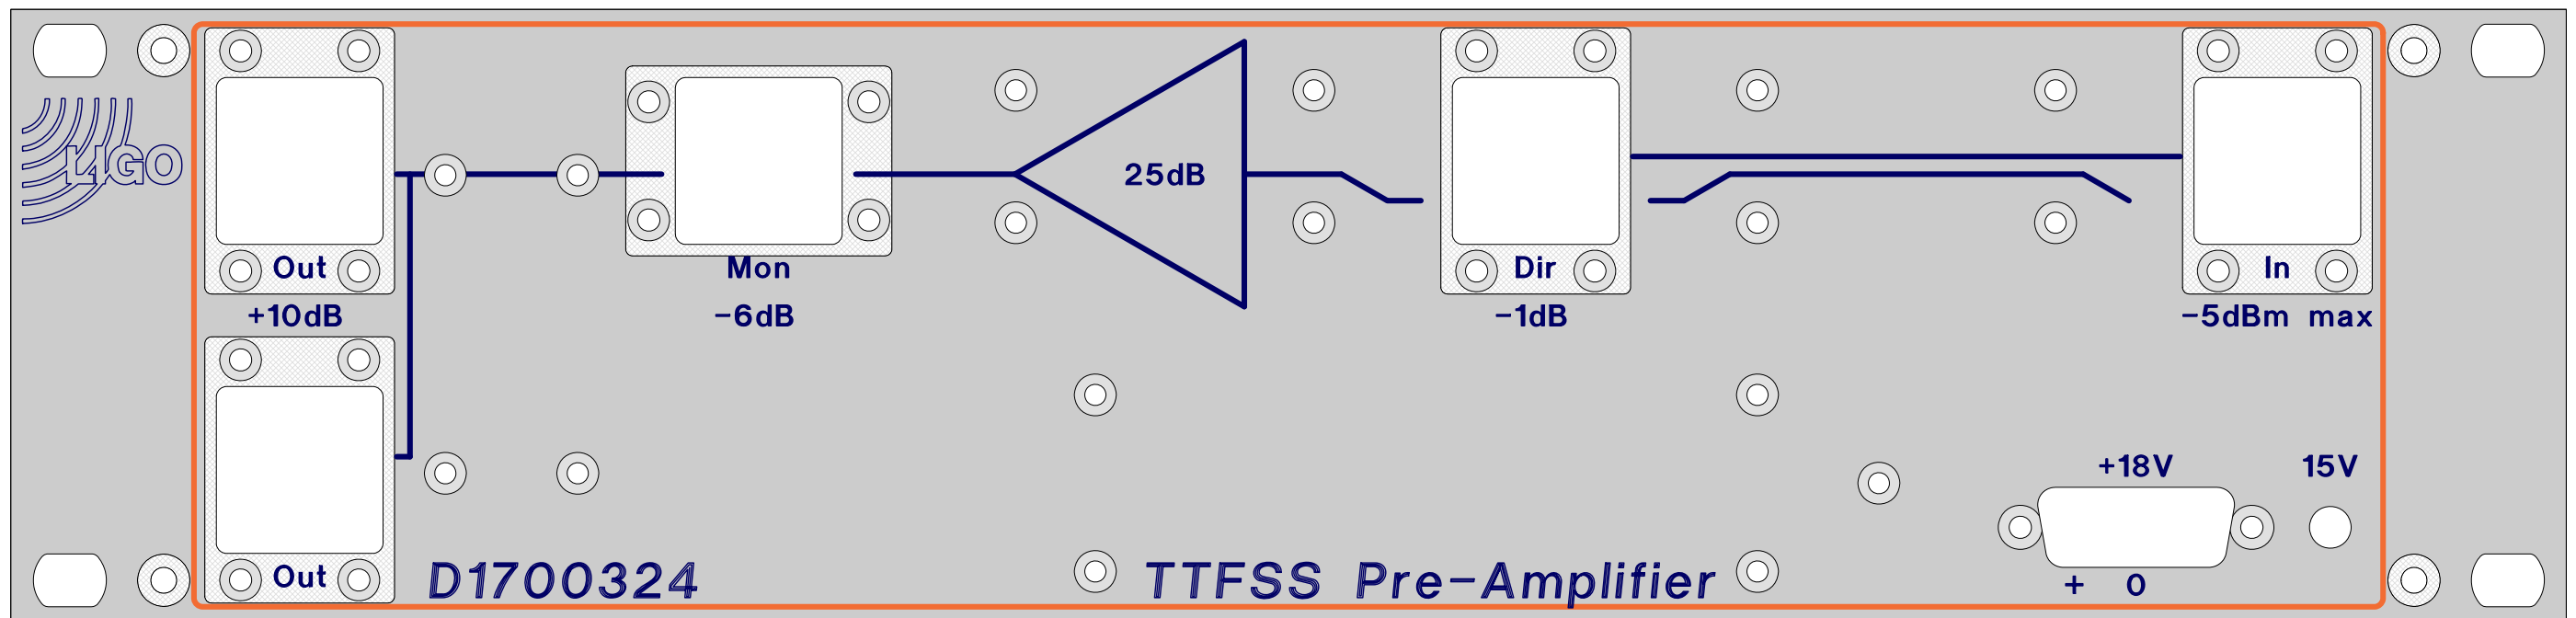 LIGO
25dB
Out
Mon
Dir
In
+10dB
-6dB
-1dB
-5dBm max
+18V
15V
Out
D1700324
TTFSS Pre-Amplifier
+ 0